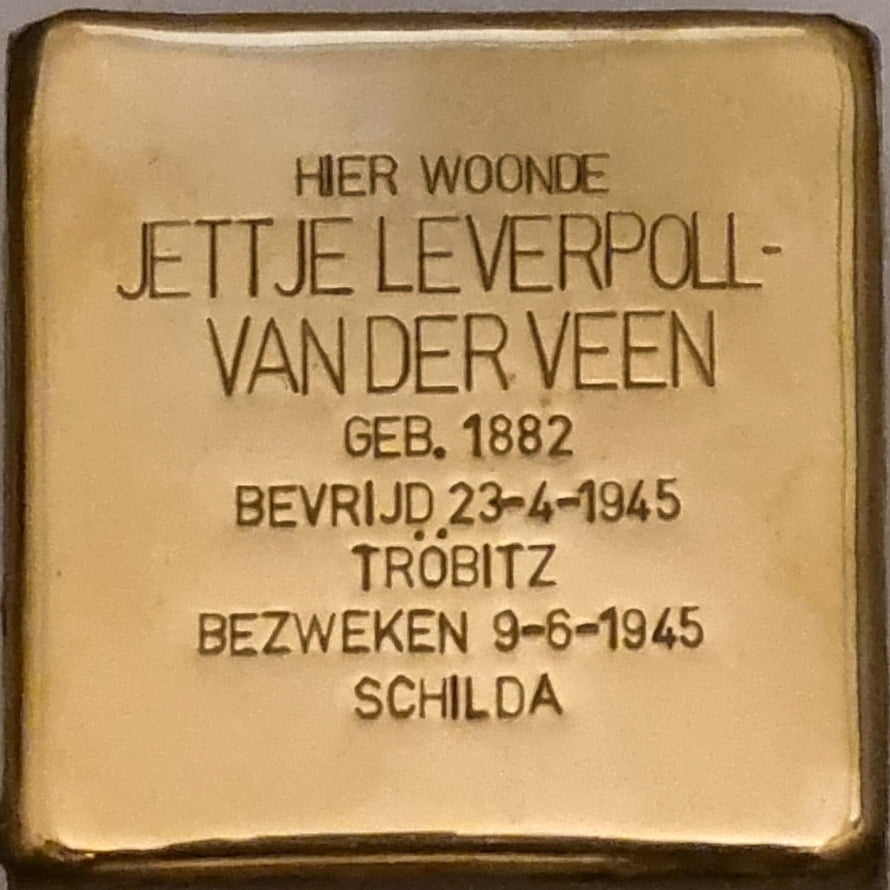 HIER WOONDE
JETTJE LEVERPOLL-
VAN DER VEEN
GEB. 1882
BEVRIJD 23-4-1945
TRÖBITZ
BEZWEKEN 9-6-1945
SCHILDA